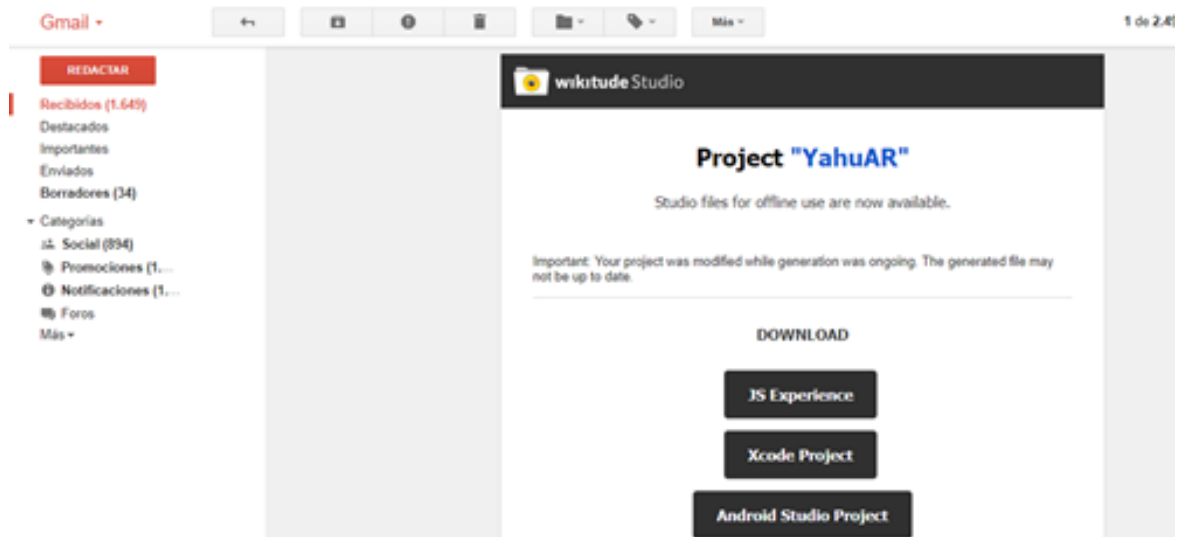 Gmail
Más
1 de 2.45
REDACTAR
Recibidos (1.649)
Destacados
Importantes
Enviados
Borradores (34)
Categorías
Social (894)
Promociones (1....
Notificaciones (1....
Foros
Más
wikitude Studio
Project "YahuAR"
Studio files for offline use are now available.
Important: Your project was modified while generation was ongoing. The generated file may
not be up to date.
DOWNLOAD
JS Experience
Xcode Project
Android Studio Project